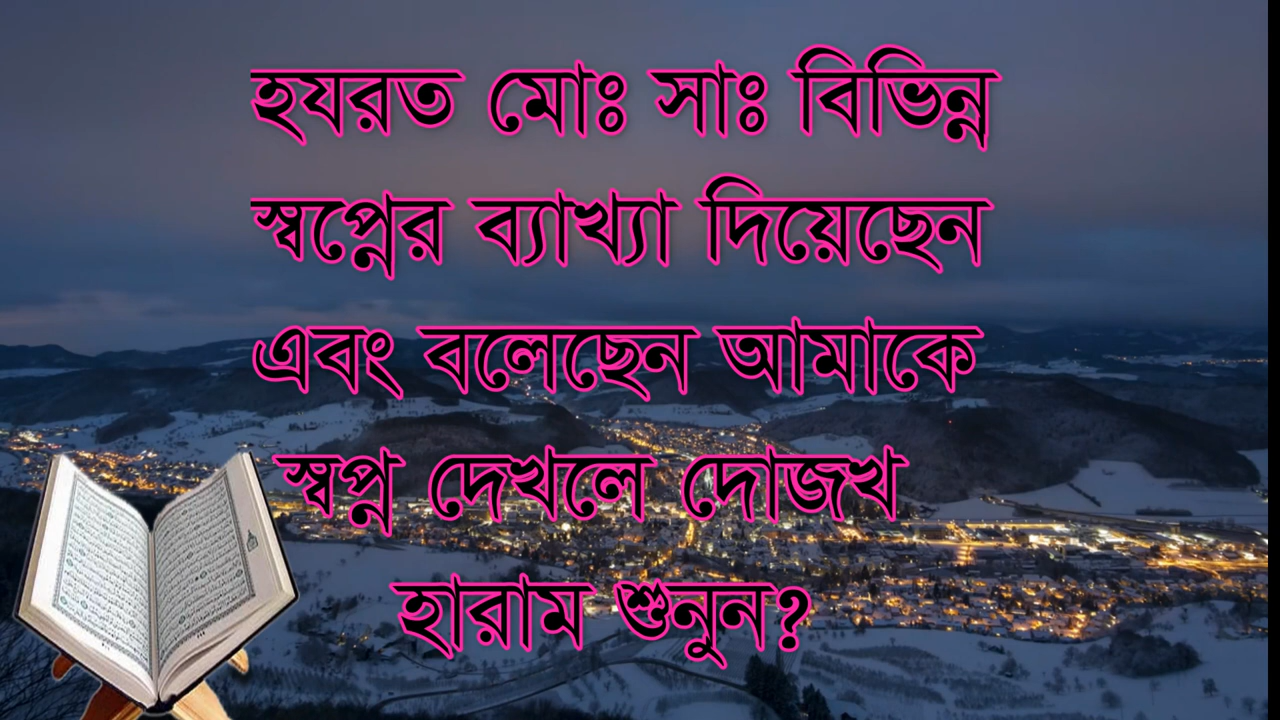 হযরত মোঃ সাঃ বিভিন্ন
স্বপ্নের ব্যাখ্যা দিয়েছেন
এবং বলেছেন আমাকে
স্বপ্ন দেখলে দোজখ
হারাম শুনুন?